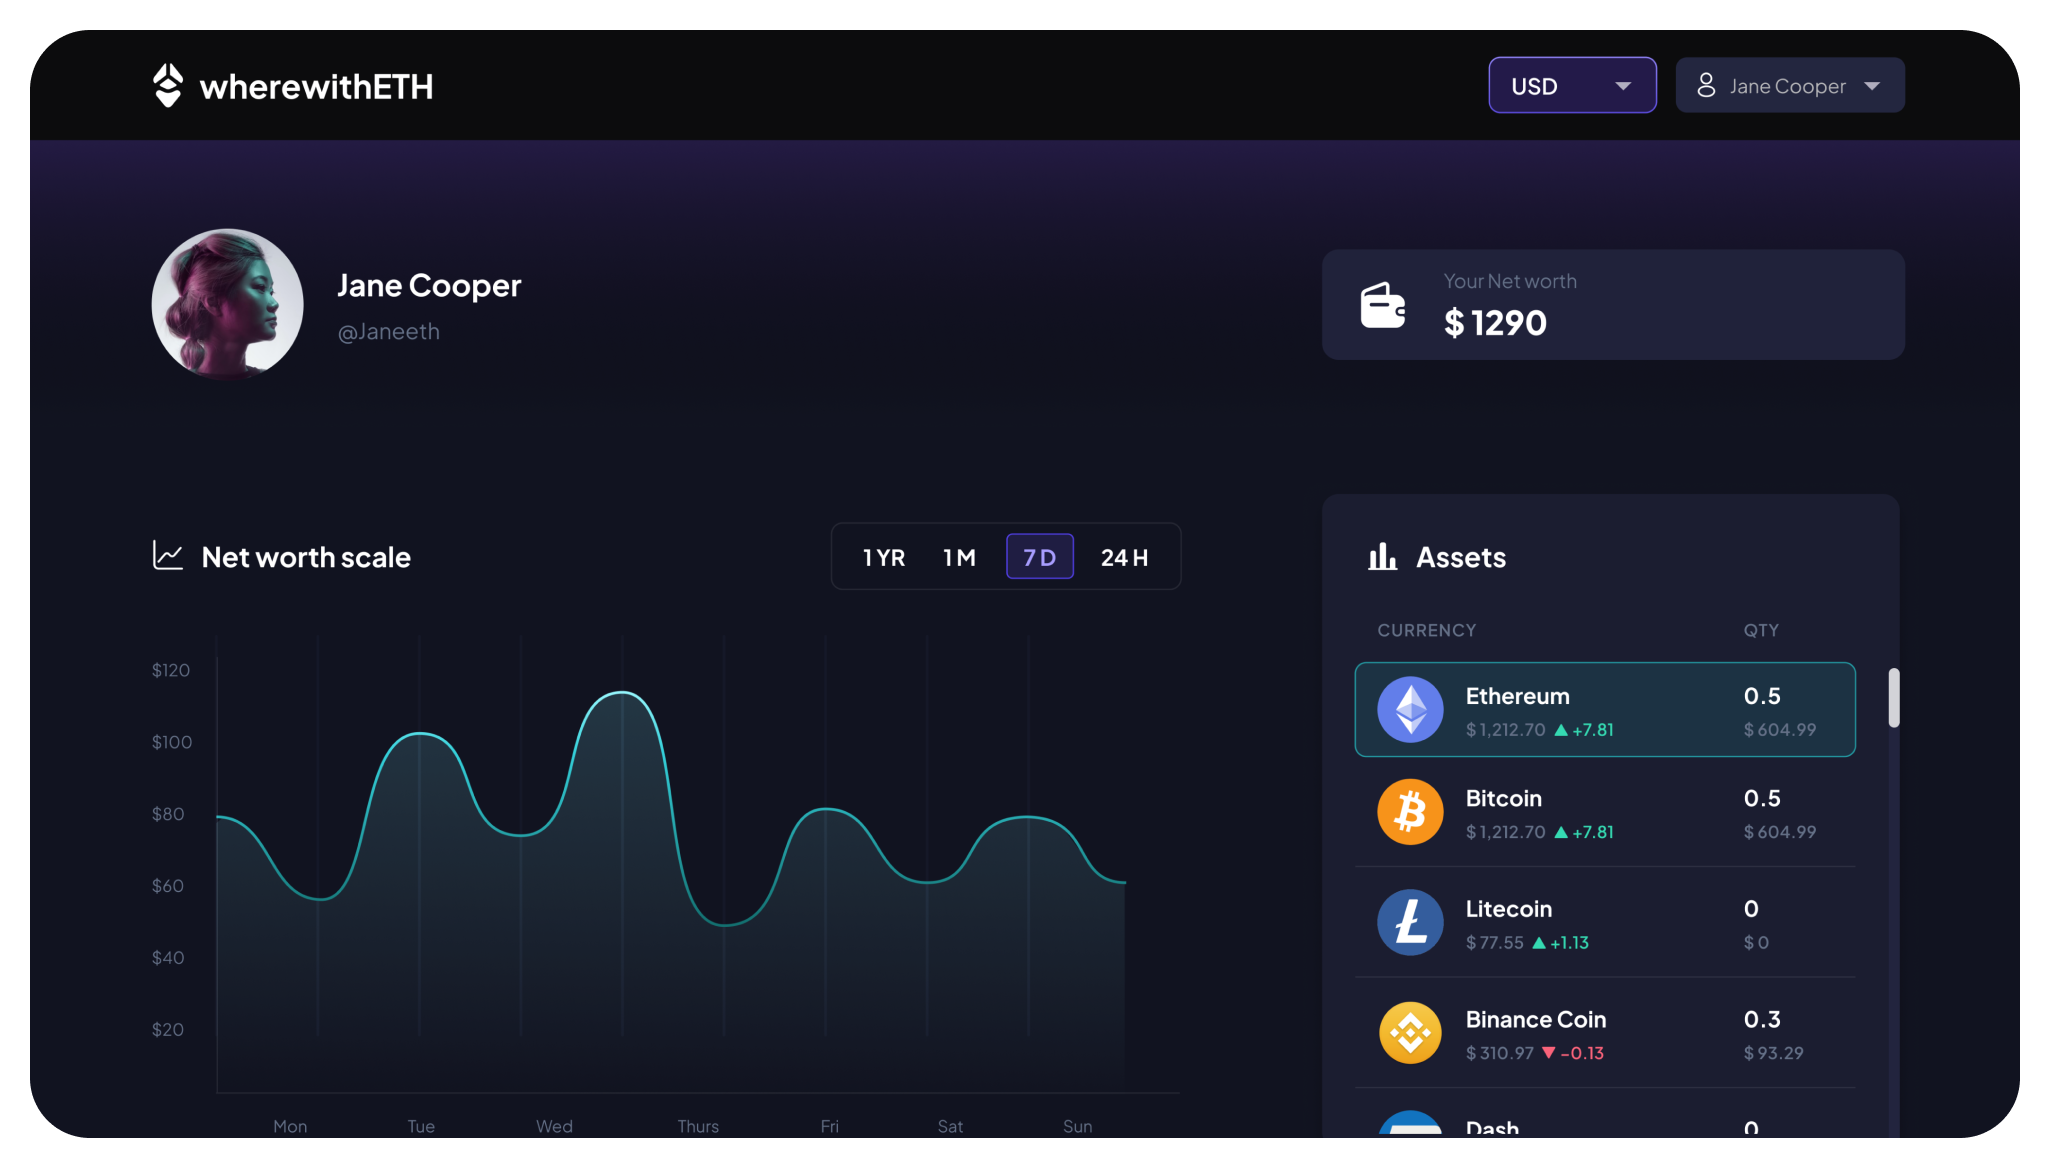 wherewithETH
USD
Jane Cooper
Jane Cooper
@Janeeth
Your Net worth
$ 1290
Net worth scale
1 YR
1 M
7 D
24 H
$120
$100
$80
$60
$40
$20
Mon
Tue
Wed
Thurs
Fri
Sat
Sun
Assets
CURRENCY
QTY
Ethereum
0.5
$ 1,212.70 ▲ +7.81
$ 604.99
Bitcoin
0.5
$ 1,212.70 ▲ +7.81
$ 604.99
Litecoin
0
$ 77.55 ▲ +1.13
$ 0
Binance Coin
0.3
$ 310.97 ▼ -0.13
$ 93.29
Dash
0